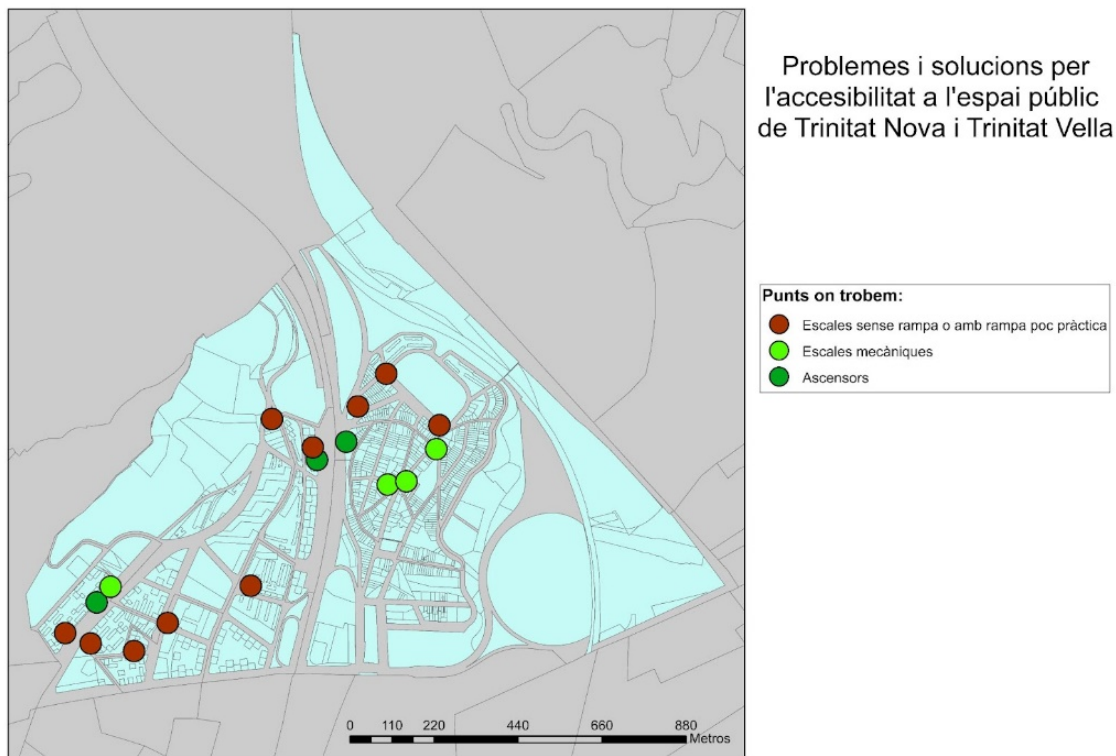 Problemes i solucions per
l'accesibilitat a l'espai públic
de Trinitat Nova i Trinitat Vella
Punts on trobem:
Escales sense rampa o amb rampa poc pràctica
Escales mecàniques
Ascensors
0 110 220 440 660 880
Metros